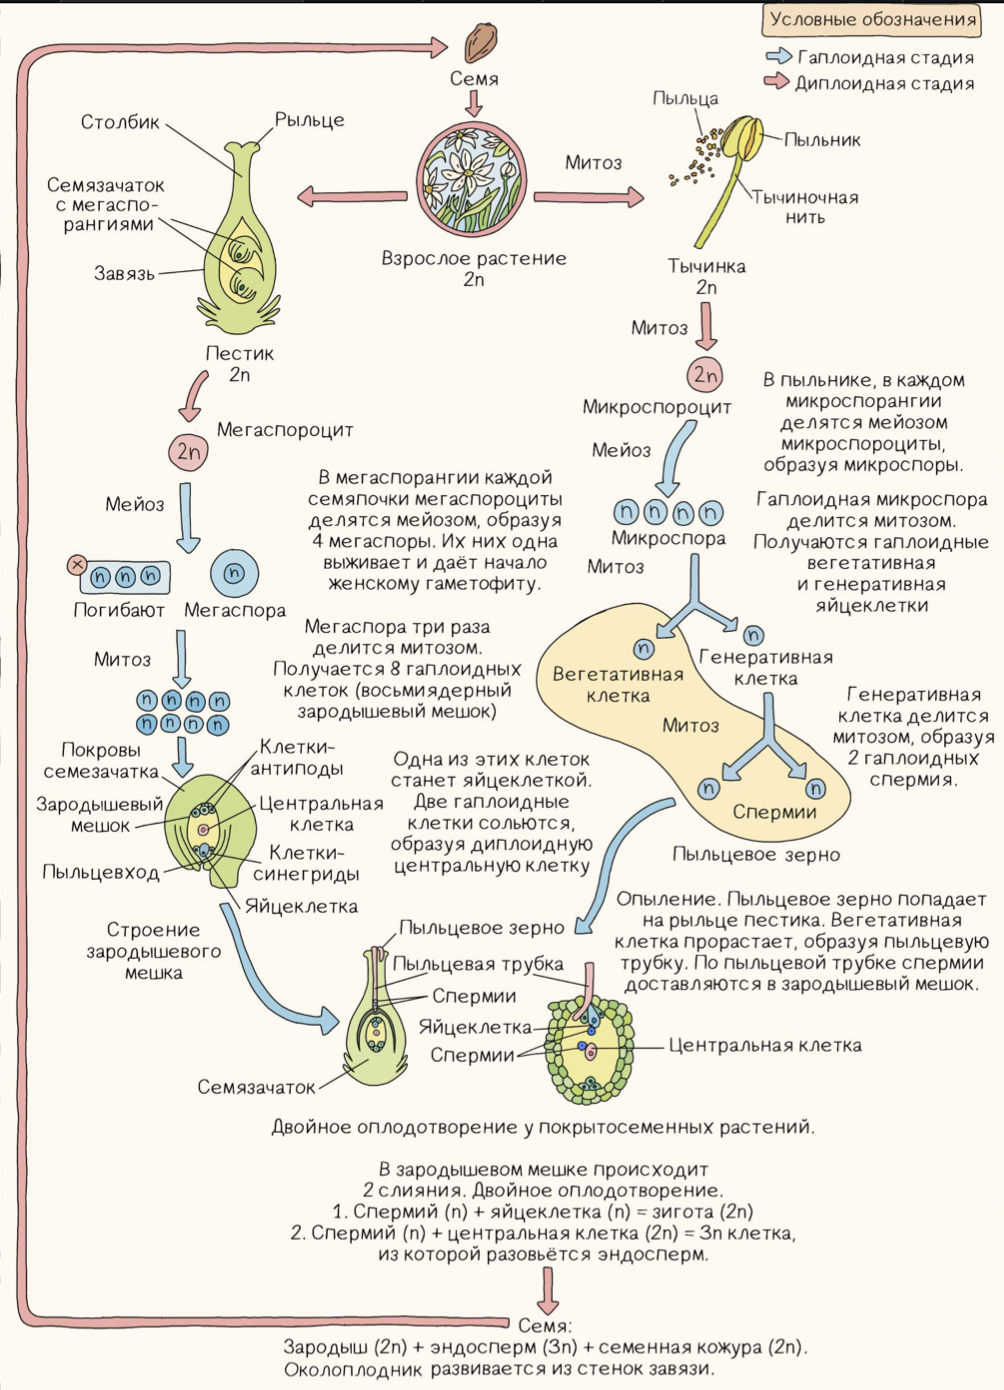 Условные обозначения
Гаплоидная стадия
Диплоидная стадия
Семя
Столбик
Рыльце
Семязачаток
с мегаспо-
рангиями
Завязь
Пестик
2n
Митоз
Взрослое растение
2n
Пыльца
Пыльник
Тычиночная
нить
Тычинка
2n
Митоз
2n
Микроспороцит
Мейоз
n n n n
Микроспора
Митоз
В пыльнике, в каждом
микроспорангии
делятся мейозом
микроспороциты,
образуя микроспоры.
Гаплоидная микроспора
делится митозом.
Получаются гаплоидные
вегетативная
и генеративная
яйцеклетки
Мегаспороцит
2n
Мейоз
x
n n n
n
Погибают
Мегаспора
Митоз
n n n n
n n n n
В мегаспорангии каждой
семяпочки мегаспороциты
делятся мейозом, образуя
4 мегаспоры. Их них одна
выживает и даёт начало
женскому гаметофиту.
Мегаспора три раза
делится митозом.
Получается 8 гаплоидных
клеток (восьмиядерный
зародышевый мешок)
n
Вегетативная
клетка
n
Генеративная
клетка
Митоз
n
n
Спермии
Пыльцевое зерно
Генеративная
клетка делится
митозом, образуя
2 гаплоидных
спермия.
Покровы
семезачатка
Клетки-
антиподы
Зародышевый
мешок
Центральная
клетка
Пыльцевход
Клетки-
синегриды
Яйцеклетка
Строение
зародышевого
мешка
Одна из этих клеток
станет яйцеклеткой.
Две гаплоидные
клетки сольются,
образуя диплоидную
центральную клетку
Опыление. Пыльцевое зерно попадает
на рыльце пестика. Вегетативная
клетка прорастает, образуя пыльцевую
трубку. По пыльцевой трубке спермии
доставляются в зародышевый мешок.
Пыльцевое зерно
Пыльцевая трубка
Спермии
Яйцеклетка
Спермии
Центральная клетка
Семязачаток
Двойное оплодотворение у покрытосеменных растений.
В зародышевом мешке происходит
2 слияния. Двойное оплодотворение.
1. Спермий (n) + яйцеклетка (n) = зигота (2n)
2. Спермий (n) + центральная клетка (2n) = 3n клетка,
из которой разовьётся эндосперм.
Семя:
Зародыш (2n) + эндосперм (3n) + семенная кожура (2n).
Околоплодник развивается из стенок завязи.